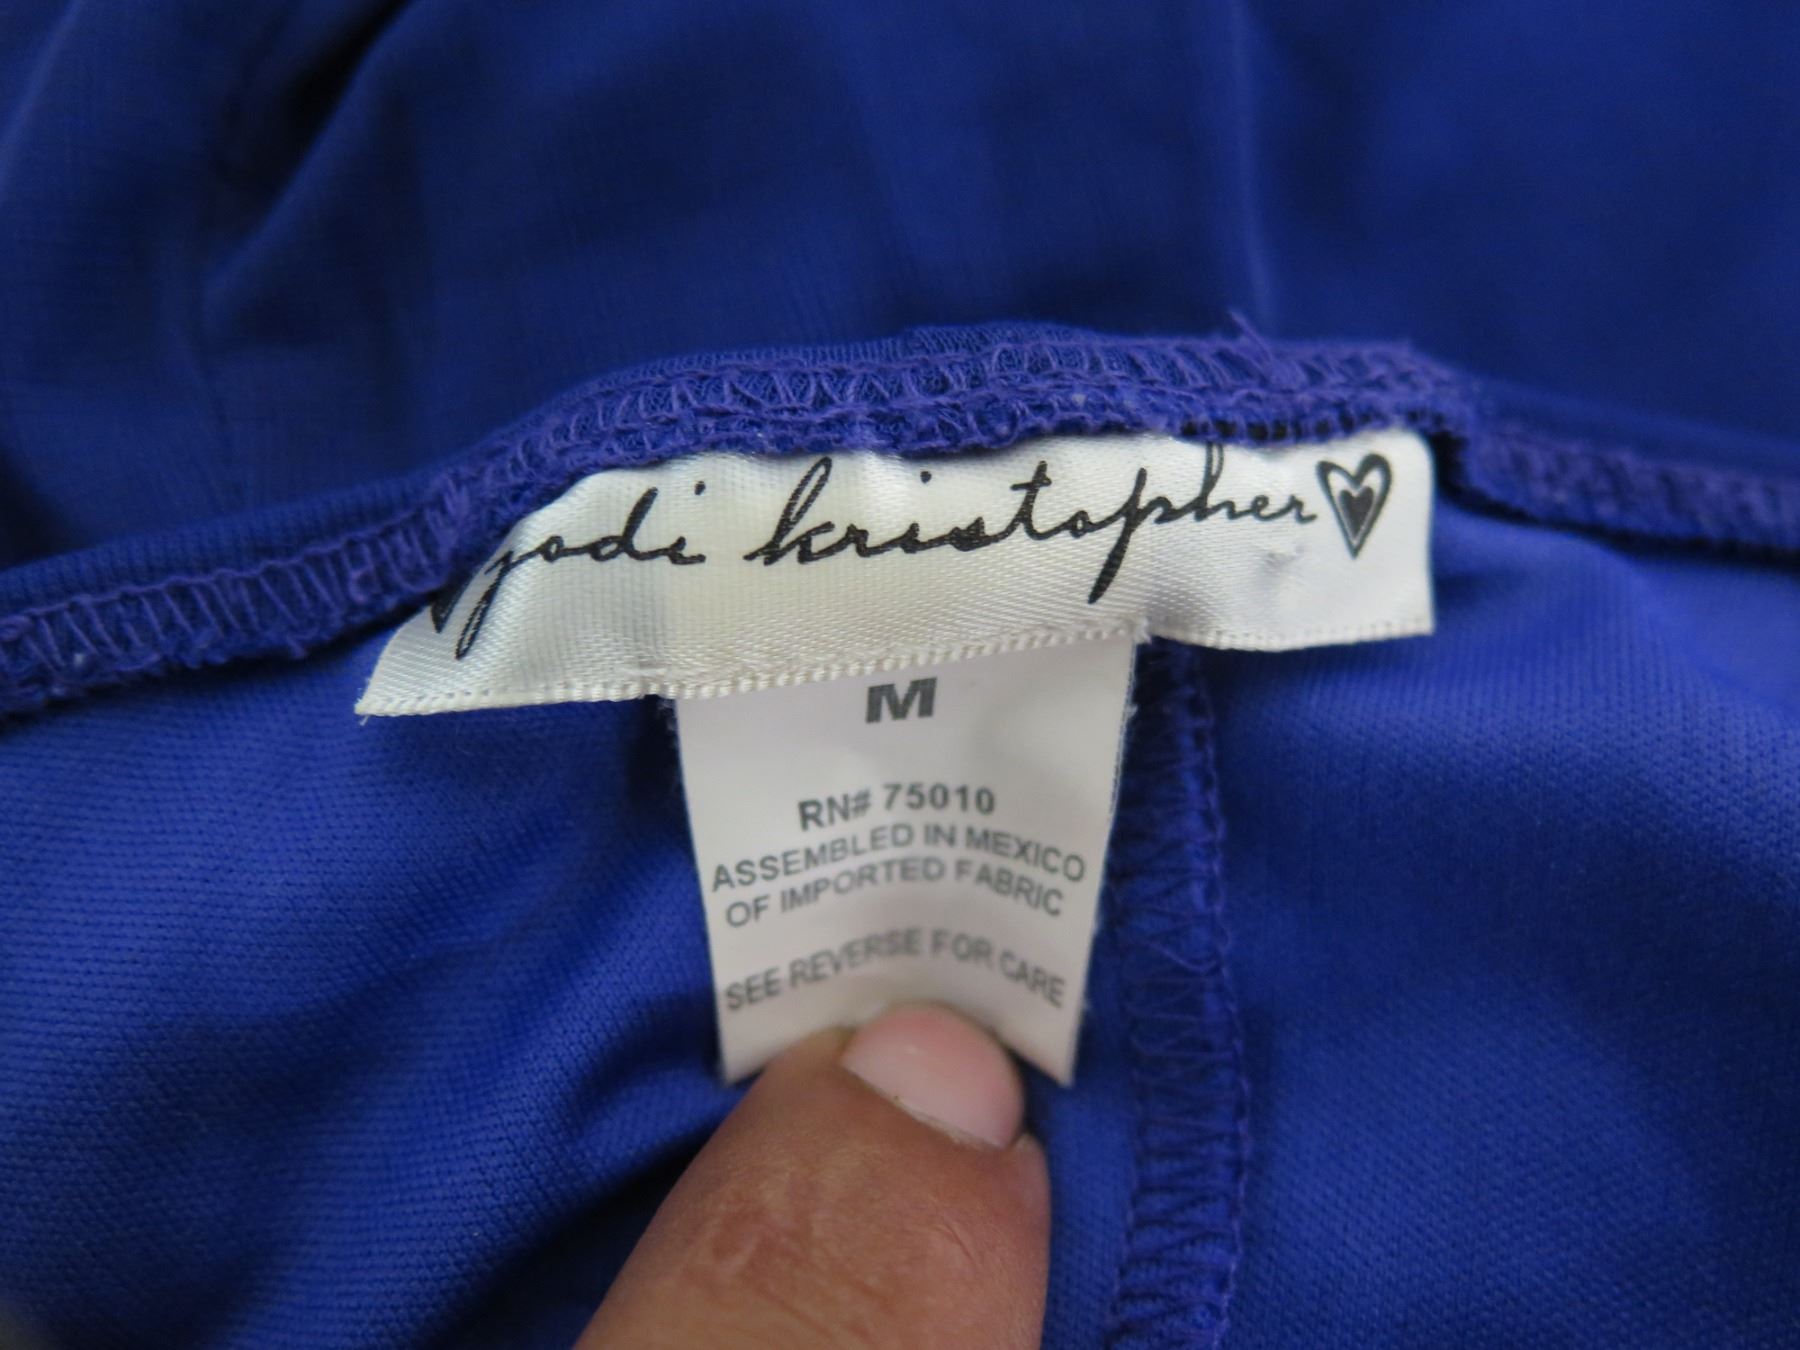 jodi kristopher
M
RN# 75010
ASSEMBLED IN MEXICO
OF IMPORTED FABRIC
SEE REVERSE FOR CARE